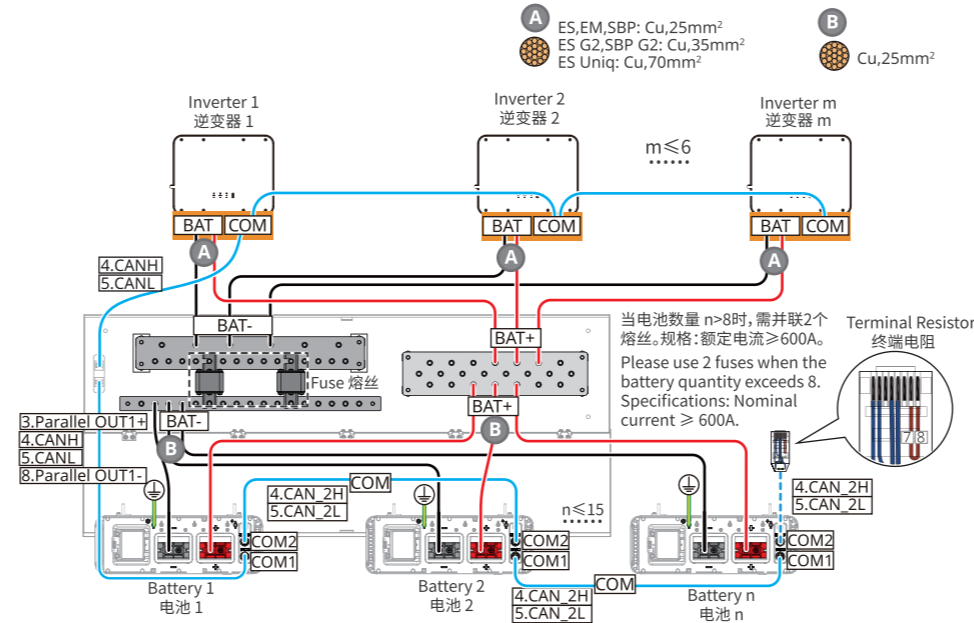 A
ES,EM,SBP: Cu,25mm²
ES G2,SBP G2: Cu,35mm²
ES Uniq: Cu,70mm²
B
Cu,25mm²
Inverter 1
逆变器 1
Inverter 2
逆变器 2
Inverter m
逆变器 m
m≤6
BAT
COM
BAT
COM
BAT
COM
A
A
A
4.CANH
5.CANL
BAT-
BAT+
Fuse 熔丝
BAT+
BAT-
B
B
当电池数量 n>8时，需并联2个
熔丝。规格：额定电流≥600A。
Please use 2 fuses when the
battery quantity exceeds 8.
Specifications: Nominal
current ≥ 600A.
Terminal Resistor
终端电阻
7 8
3.Parallel OUT1+
4.CANH
5.CANL
8.Parallel OUT1-
COM
4.CAN_2H
5.CAN_2L
n≤15
4.CAN_2H
5.CAN_2L
COM2
COM1
COM2
COM1
COM2
COM1
Battery 1
电池 1
Battery 2
电池 2
COM
4.CAN_2H
5.CAN_2L
Battery n
电池 n